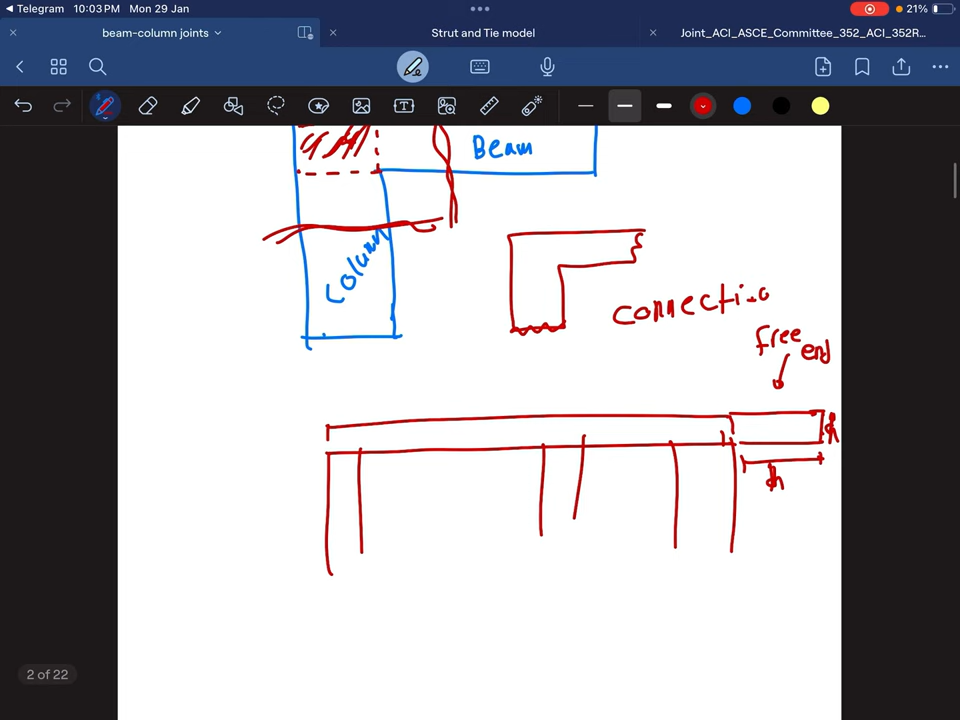 Telegram 10:03 PM Mon 29 Jan 21%
beam-column joints
Strut and Tie model
Joint_ACI_ASCE_Committee_352_ACI_352R...
Beam
Column
connectio
free
end
h
h
2 of 22